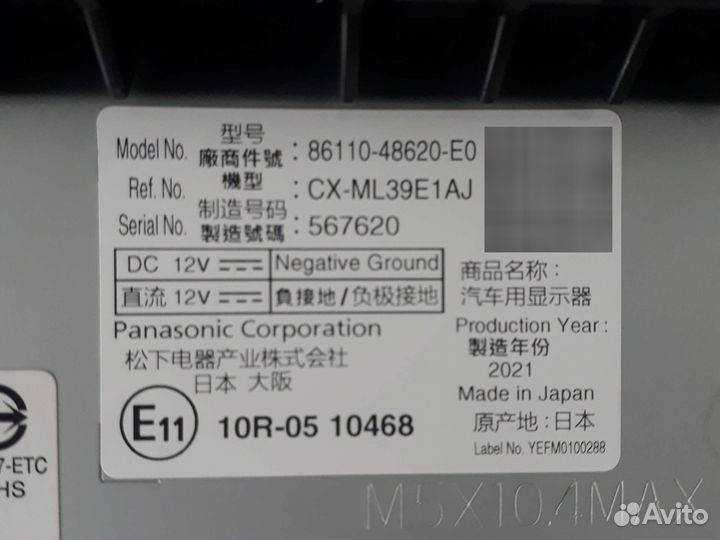 Model No. 型号 廠商件號 : 86110-48620-E0
Ref. No. 機型 : CX-ML39E1AJ
Serial No. 制造号码 製造號碼 : 567620
DC 12V Negative Ground
直流 12V 負接地/负极接地
Panasonic Corporation
松下电器产业株式会社
日本 大阪
E11 10R-05 10468
商品名称:
汽车用显示器
Production Year :
製造年份
2021
Made in Japan
原产地:日本
Label No. YEFM0100288
7-ETC
HS
M5X10.4MAX
Avito